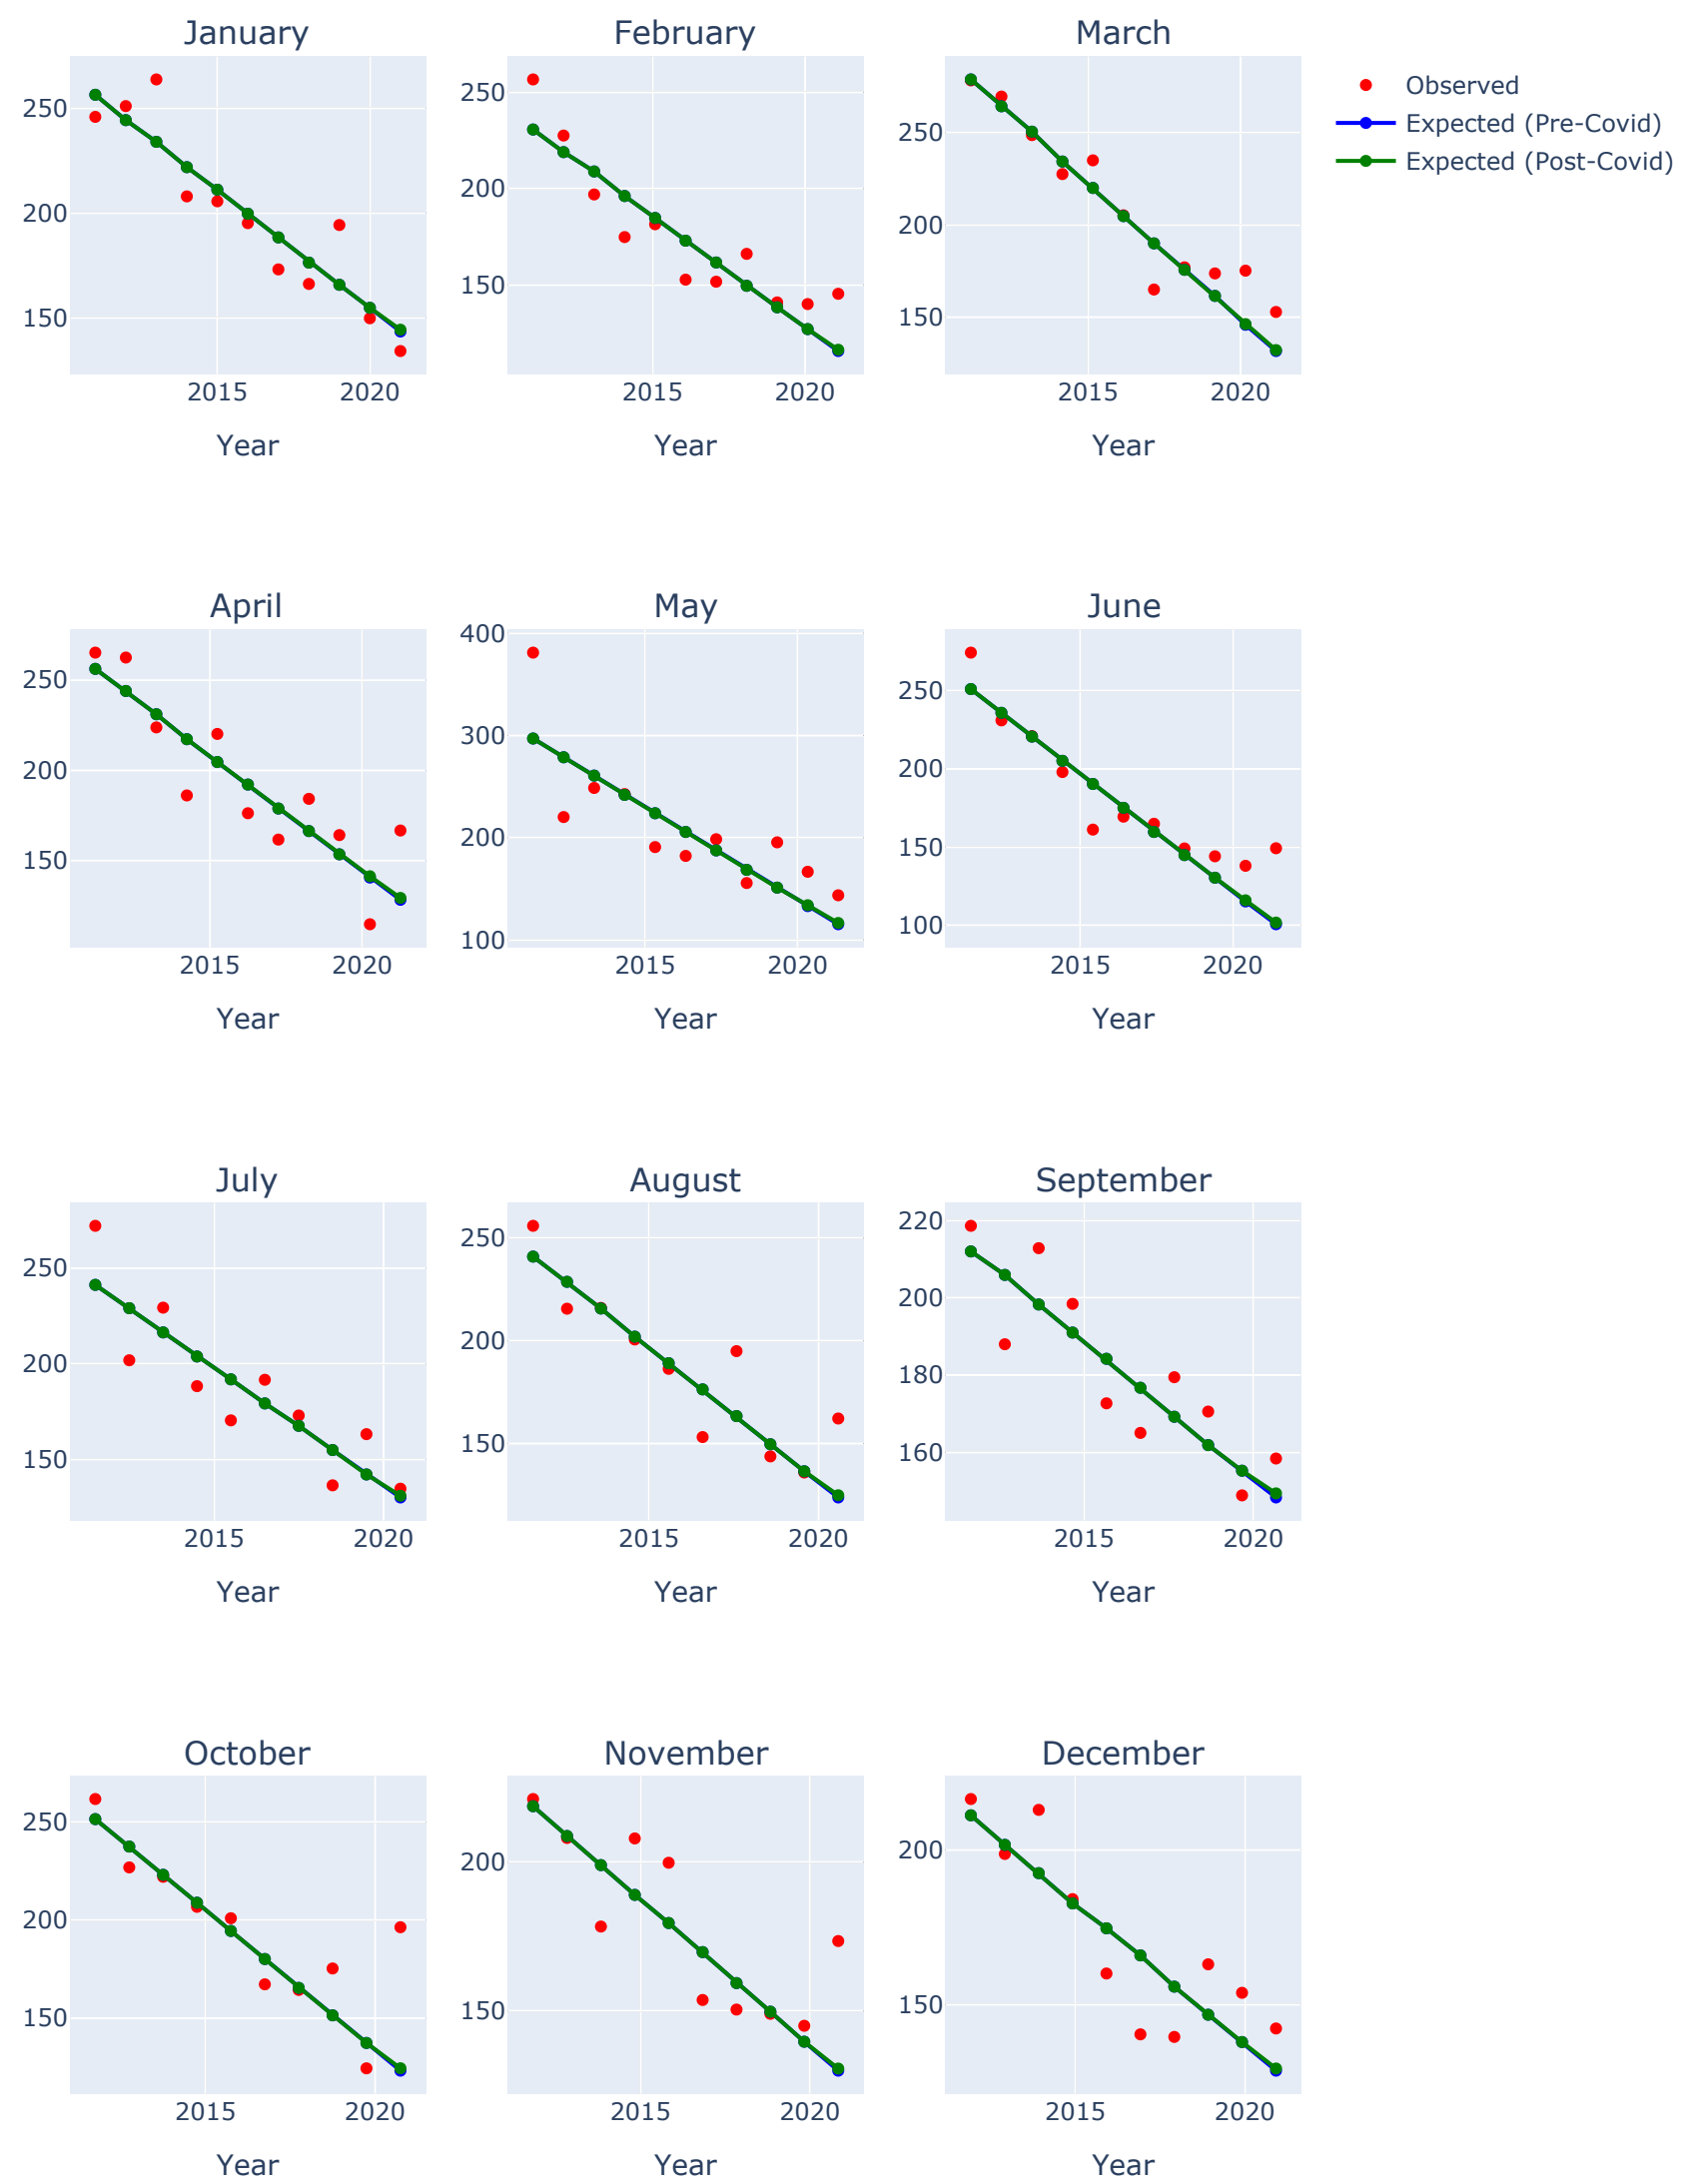 January
February
March
250
200
150
2015
2020
Year
250
200
150
2015
2020
Year
250
200
150
2015
2020
Year
Observed
Expected (Pre-Covid)
Expected (Post-Covid)
April
May
June
250
200
150
2015
2020
Year
400
300
200
100
2015
2020
Year
250
200
150
100
2015
2020
Year
July
August
September
250
200
150
2015
2020
Year
250
200
150
2015
2020
Year
220
200
180
160
2015
2020
Year
October
November
December
250
200
150
2015
2020
Year
200
150
2015
2020
Year
200
150
2015
2020
Year